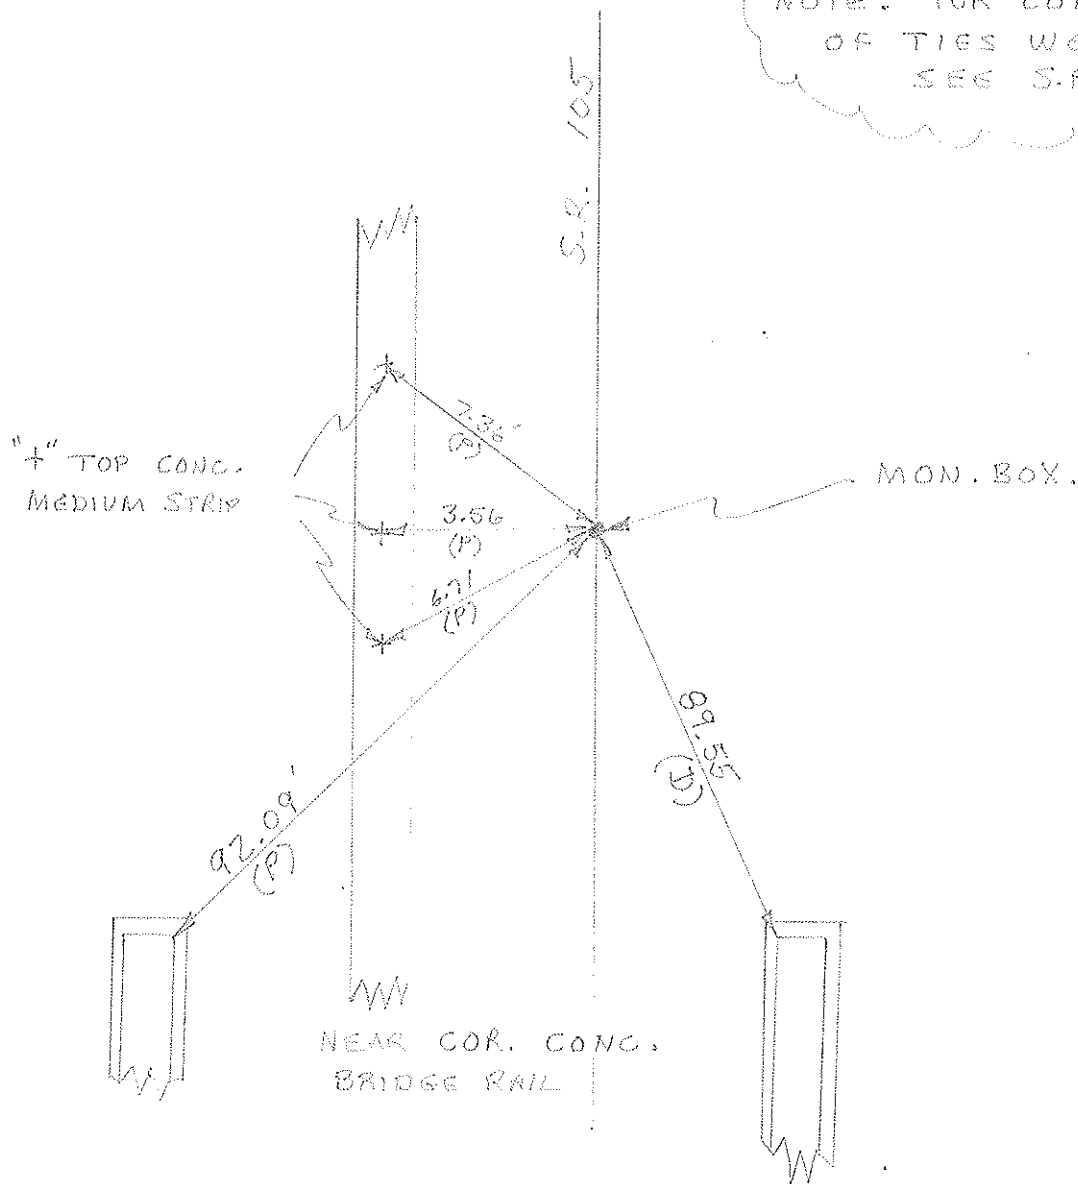 NOTE: FOR
OF TIES
SEE
S.R. 105
7.36'
(P)
"+" TOP CONC.
MEDIUM STRIP
MON. BOX.
3.56
(P)
6.71'
(P)
89.55
(D)
92.09'
(P)
NEAR COR. CONC.
BRIDGE RAIL